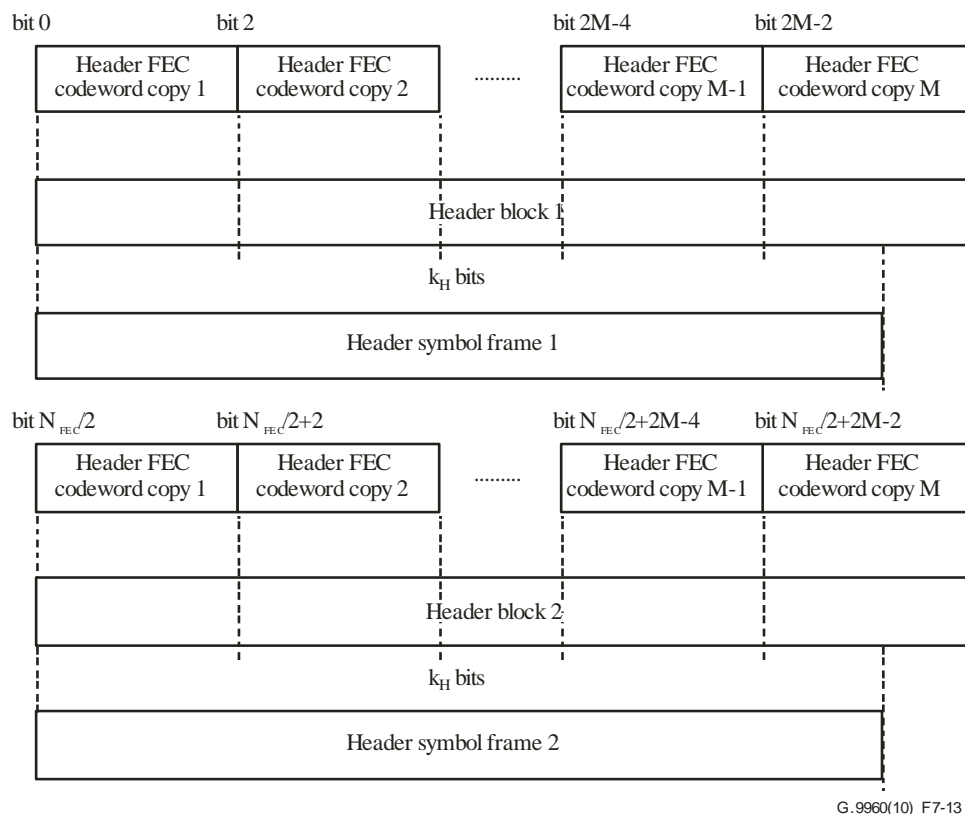 bit 0 bit 2 bit 2M-4 bit 2M-2
Header FEC codeword copy 1
Header FEC codeword copy 2
.........
Header FEC codeword copy M-1
Header FEC codeword copy M
Header block 1
k_H bits
Header symbol frame 1
bit N_FEC/2 bit N_FEC/2+2 bit N_FEC/2+2M-4 bit N_FEC/2+2M-2
Header FEC codeword copy 1
Header FEC codeword copy 2
.........
Header FEC codeword copy M-1
Header FEC codeword copy M
Header block 2
k_H bits
Header symbol frame 2
G.9960(10) F7-13